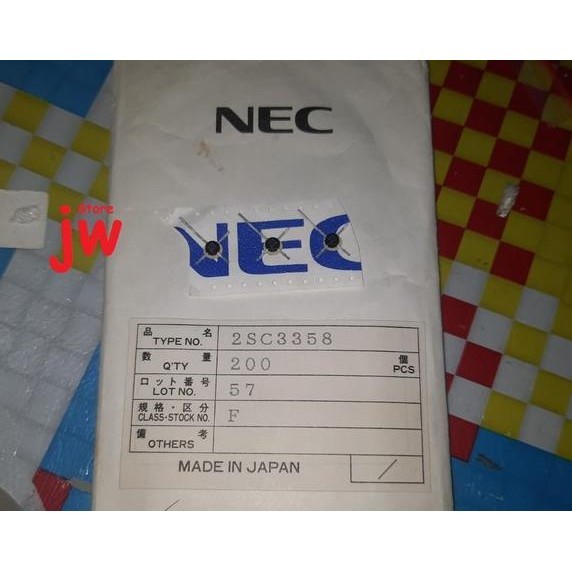 NEC
Store
jw
NEC
品 名
TYPE NO. 2SC3358
数 量
Q'TY 200 個
PCS
ロット番号
LOT NO. 57
規格・区分
CLASS-STOCK NO. F
備 考
OTHERS
MADE IN JAPAN